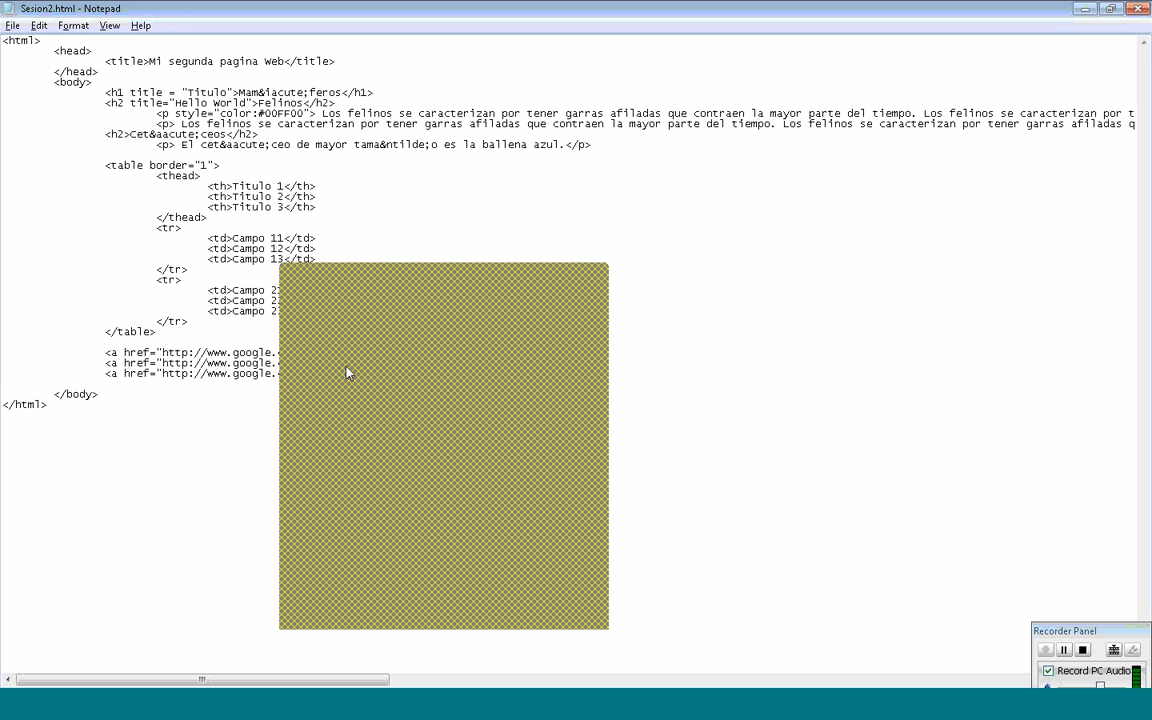 Sesion2.html - Notepad
File Edit Format View Help
<html>
<head>
<title>Mi segunda pagina Web</title>
</head>
<body>
<h1 title = "Titulo">Mam&iacute;feros</h1>
<h2 title="Hello World">Felinos</h2>
<p style="color:#00FF00"> Los felinos se caracterizan por tener garras afiladas que contraen la mayor parte del tiempo. Los felinos se caracterizan por t
<p> Los felinos se caracterizan por tener garras afiladas que contraen la mayor parte del tiempo. Los felinos se caracterizan por tener garras afiladas q
<h2>Cet&aacute;ceos</h2>
<p> El cet&aacute;ceo de mayor tama&ntilde;o es la ballena azul.</p>
<table border="1">
<thead>
<th>Titulo 1</th>
<th>Titulo 2</th>
<th>Titulo 3</th>
</thead>
<tr>
<td>Campo 11</td>
<td>Campo 12</td>
<td>Campo 13</td>
</tr>
<tr>
<td>Campo 2
<td>Campo 2
<td>Campo 2
</tr>
</table>
<a href="http://www.google.
<a href="http://www.google.
<a href="http://www.google.
</body>
</html>
Recorder Panel
Record PC Audio